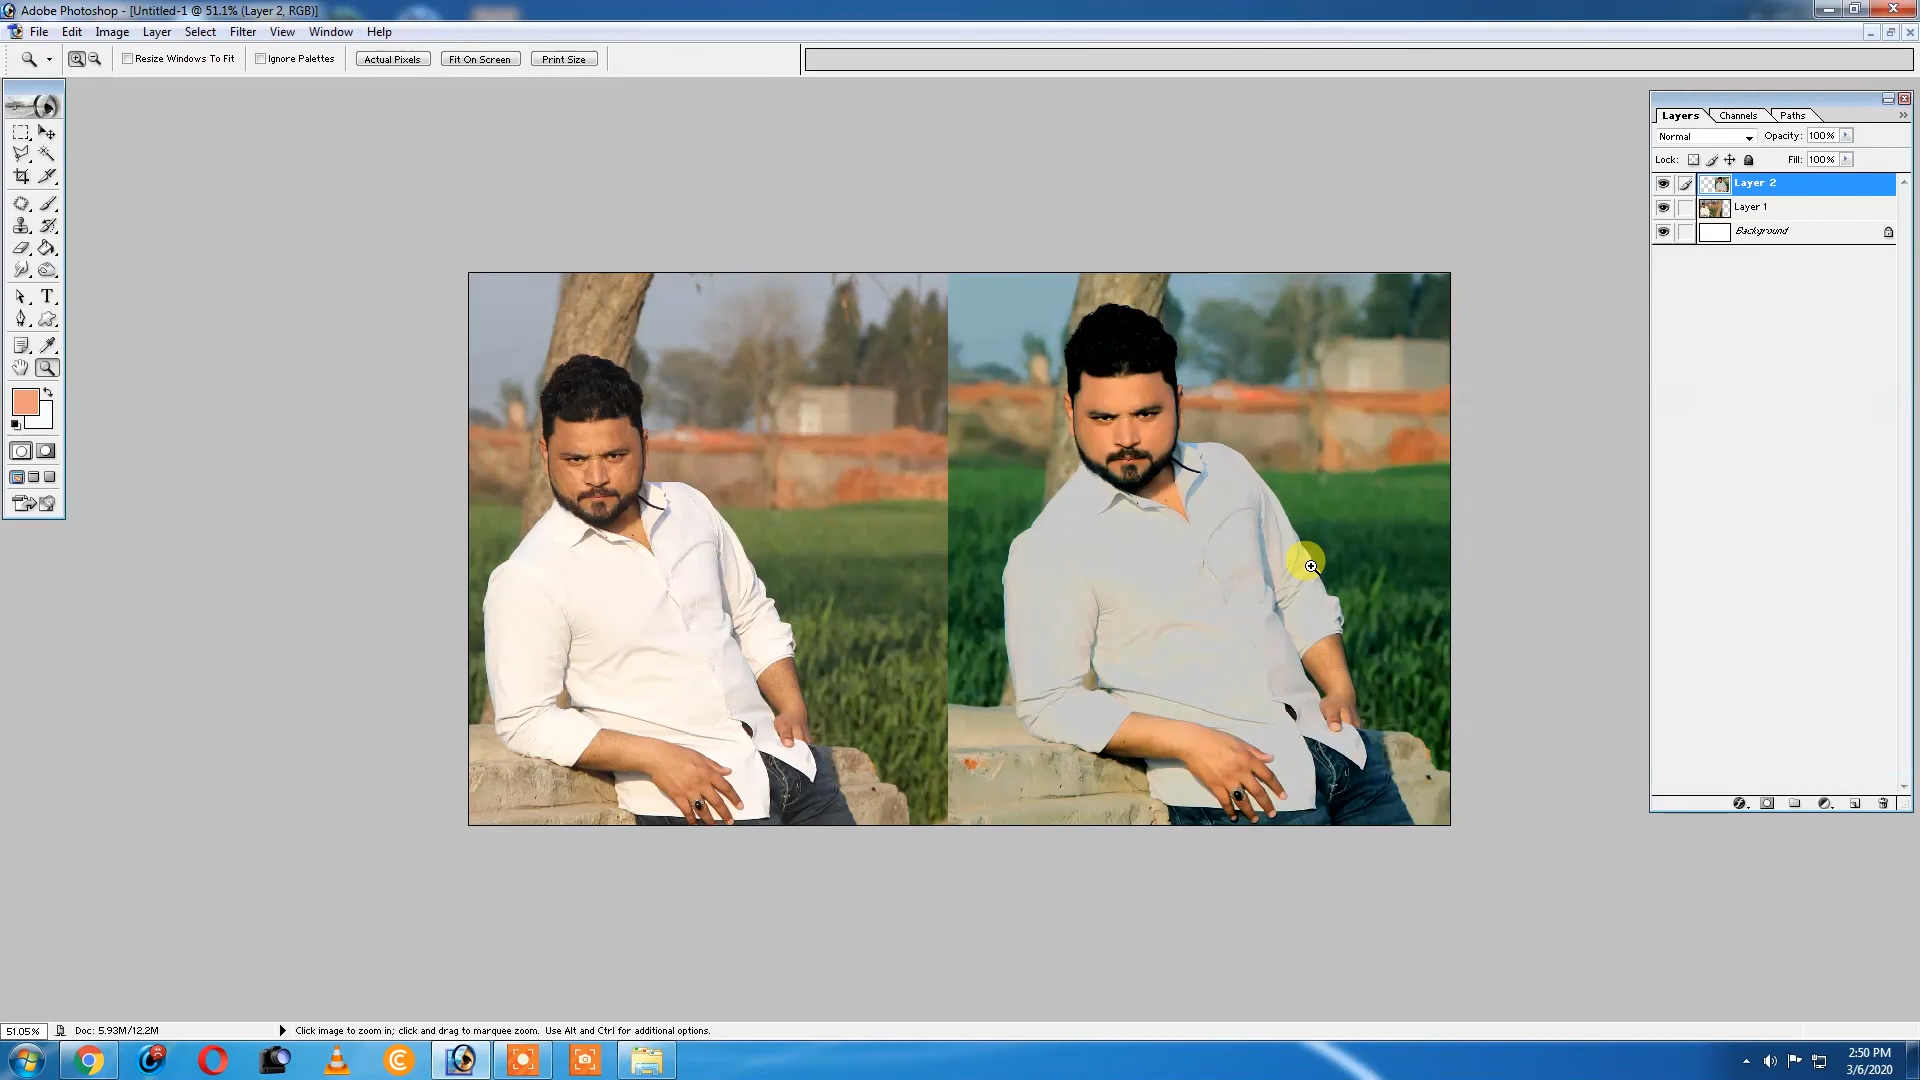 Adobe Photoshop - [Untitled-1 @ 51.1% (Layer 2, RGB)]
File Edit Image Layer Select Filter View Window Help
Resize Windows To Fit Ignore Palettes Actual Pixels Fit On Screen Print Size
Layers Channels Paths
Normal Opacity: 100%
Lock: Fill: 100%
Layer 2
Layer 1
Background
51.05% Doc: 5.93M/12.2M Click image to zoom in; click and drag to marquee zoom. Use Alt and Ctrl for additional options.
2:50 PM
3/6/2020